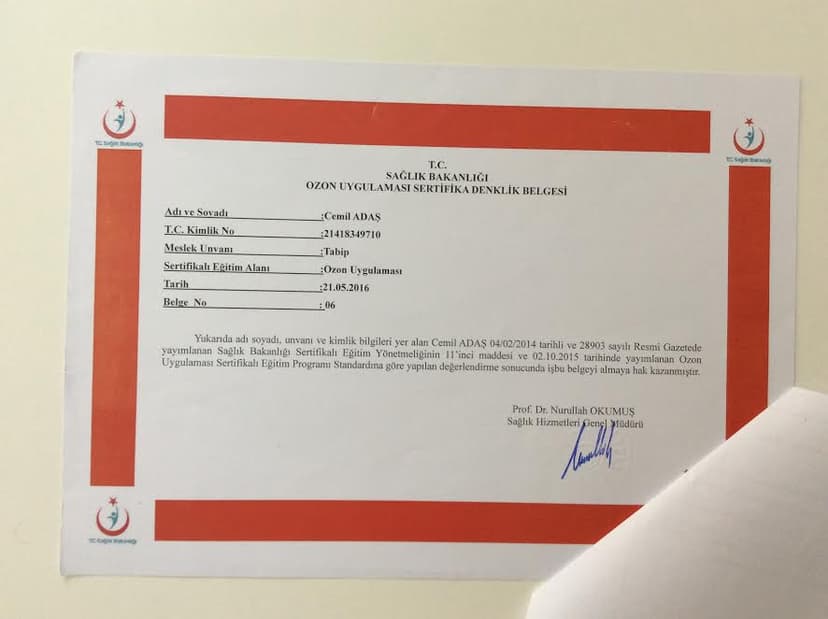 T.C. Sağlık Bakanlığı
T.C. Sağlık Bakanlığı
T.C.
SAĞLIK BAKANLIĞI
OZON UYGULAMASI SERTİFİKA DENKLİK BELGESİ
Adı ve Soyadı :Cemil ADAŞ
T.C. Kimlik No :21418349710
Meslek Unvanı :Tabip
Sertifikalı Eğitim Alanı :Ozon Uygulaması
Tarih :21.05.2016
Belge No : 06
Yukarıda adı soyadı, unvanı ve kimlik bilgileri yer alan Cemil ADAŞ 04/02/2014 tarihli ve 28903 sayılı Resmi Gazetede
yayımlanan Sağlık Bakanlığı Sertifikalı Eğitim Yönetmeliğinin 11'inci maddesi ve 02.10.2015 tarihinde yayımlanan Ozon
Uygulaması Sertifikalı Eğitim Programı Standardına göre yapılan değerlendirme sonucunda işbu belgeyi almaya hak kazanmıştır.
Prof. Dr. Nurullah OKUMUŞ
Sağlık Hizmetleri Genel Müdürü
T.C. Sağlık Bakanlığı